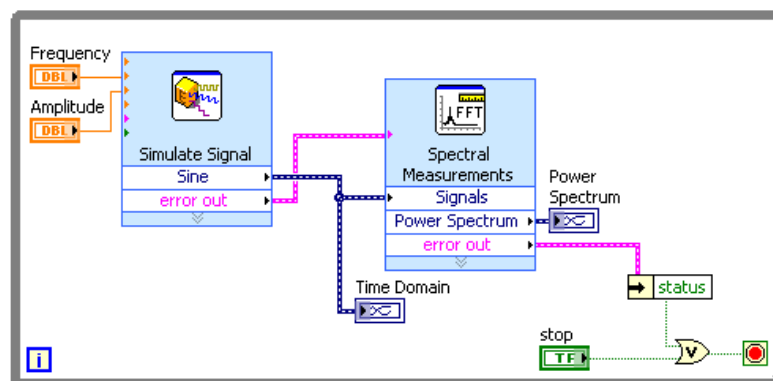 Frequency
DBL
Amplitude
DBL
Simulate Signal
Sine
error out
FFT
Spectral
Measurements
Signals
Power Spectrum
error out
Power
Spectrum
Time Domain
status
stop
TF
V
i